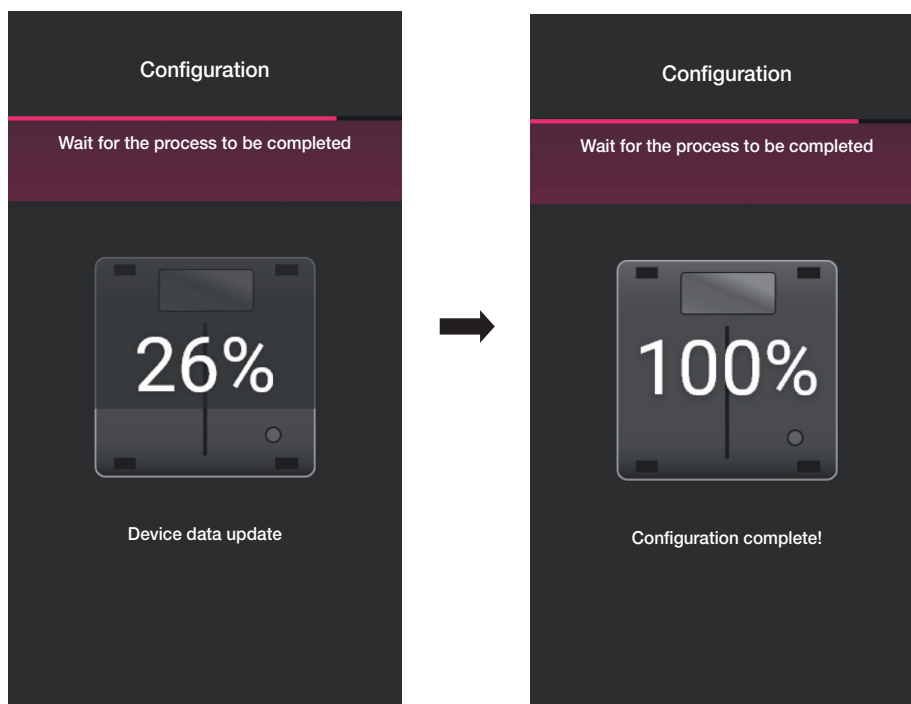 Configuration
Wait for the process to be completed
26%
Device data update
Configuration
Wait for the process to be completed
100%
Configuration complete!